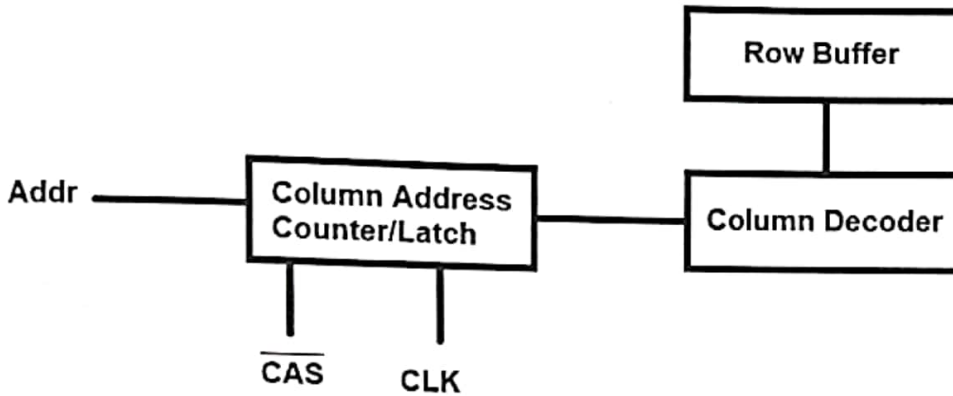 Row Buffer
Addr
Column Address
Counter/Latch
Column Decoder
CAS
CLK